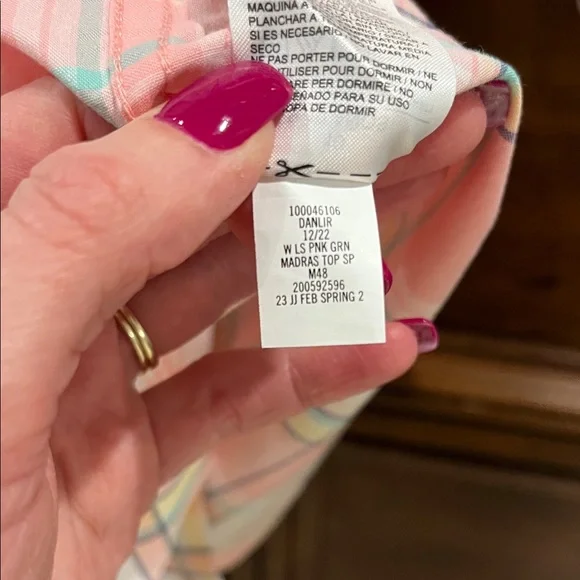 MAQUINA A
PLANCHAR A
SI ES NECESARIO
SECO
NE PAS PORTER POUR DORMIR / NE
UTILISER POUR DORMIR / NON
ARE PER DORMIRE / NO
EÑADO PARA SU USO
ROPA DE DORMIR
100046106
DANLIR
12/22
W LS PNK GRN
MADRAS TOP SP
M48
200592596
23 JJ FEB SPRING 2